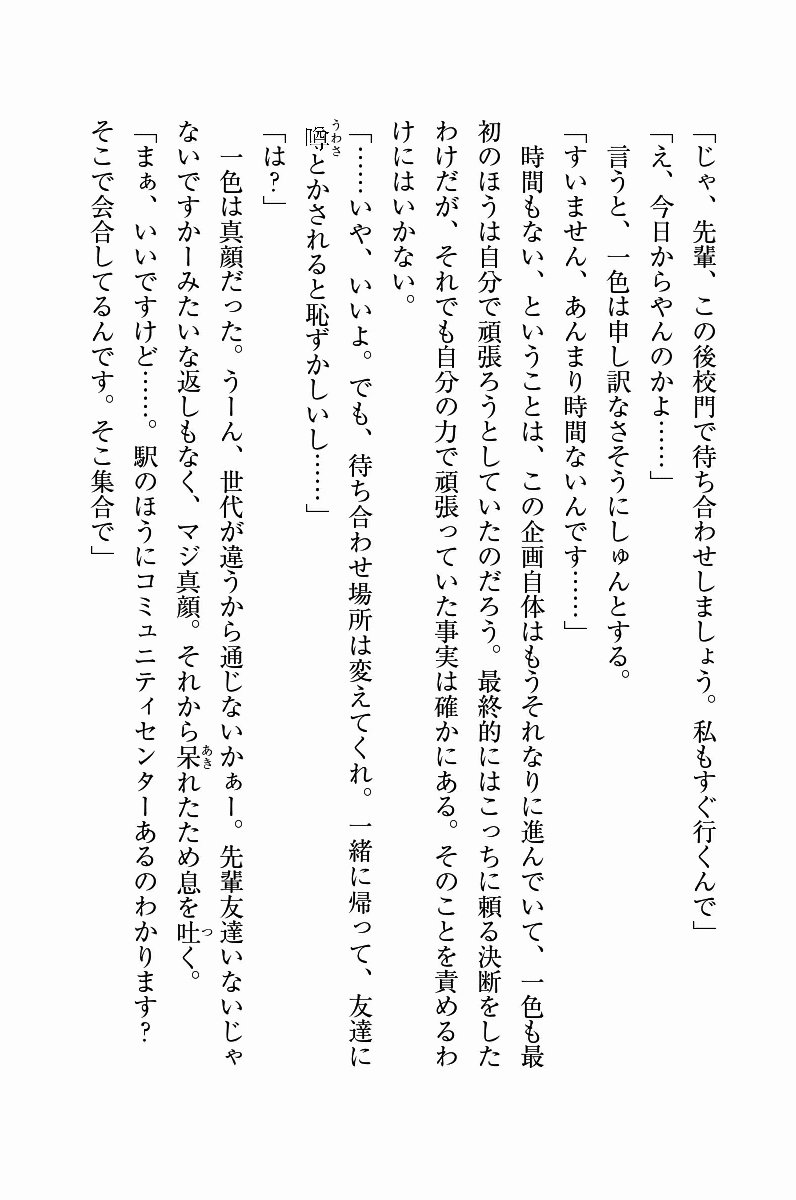 「じゃ、先輩、この後校門で待ち合わせしましょう。私もすぐ行くんで」
「え、今日からやんのかよ……」
　言うと、一色は申し訳なさそうにしゅんとする。
「すいません、あんまり時間ないんです……」
　時間もない、ということは、この企画自体はもうそれなりに進んでいて、一色も最
初のほうは自分で頑張ろうとしていたのだろう。最終的にはこっちに頼る決断をした
わけだが、それでも自分の力で頑張っていた事実は確かにある。そのことを責めるわ
けにはいかない。
「……いや、いいよ。でも、待ち合わせ場所は変えてくれ。一緒に帰って、友達に
噂とかされると恥ずかしいし……」
「は？」
　一色は真顔だった。うーん、世代が違うから通じないかぁー。先輩友達いないじゃ
ないですかーみたいな返しもなく、マジ真顔。それから呆れたため息を吐く。
「まぁ、いいですけど……。駅のほうにコミュニティセンターあるのわかります？
そこで会合してるんです。そこ集合で」